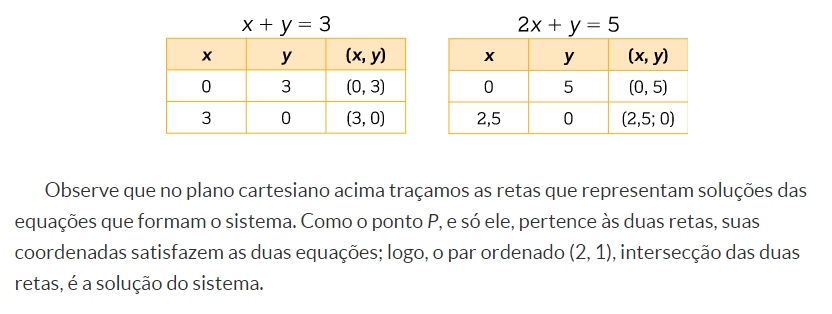 x + y = 3
x y (x, y)
0 3 (0, 3)
3 0 (3, 0)
2x + y = 5
x y (x, y)
0 5 (0, 5)
2,5 0 (2,5; 0)
Observe que no plano cartesiano acima traçamos as retas que representam soluções das
equações que formam o sistema. Como o ponto P, e só ele, pertence às duas retas, suas
coordenadas satisfazem as duas equações; logo, o par ordenado (2, 1), intersecção das duas
retas, é a solução do sistema.